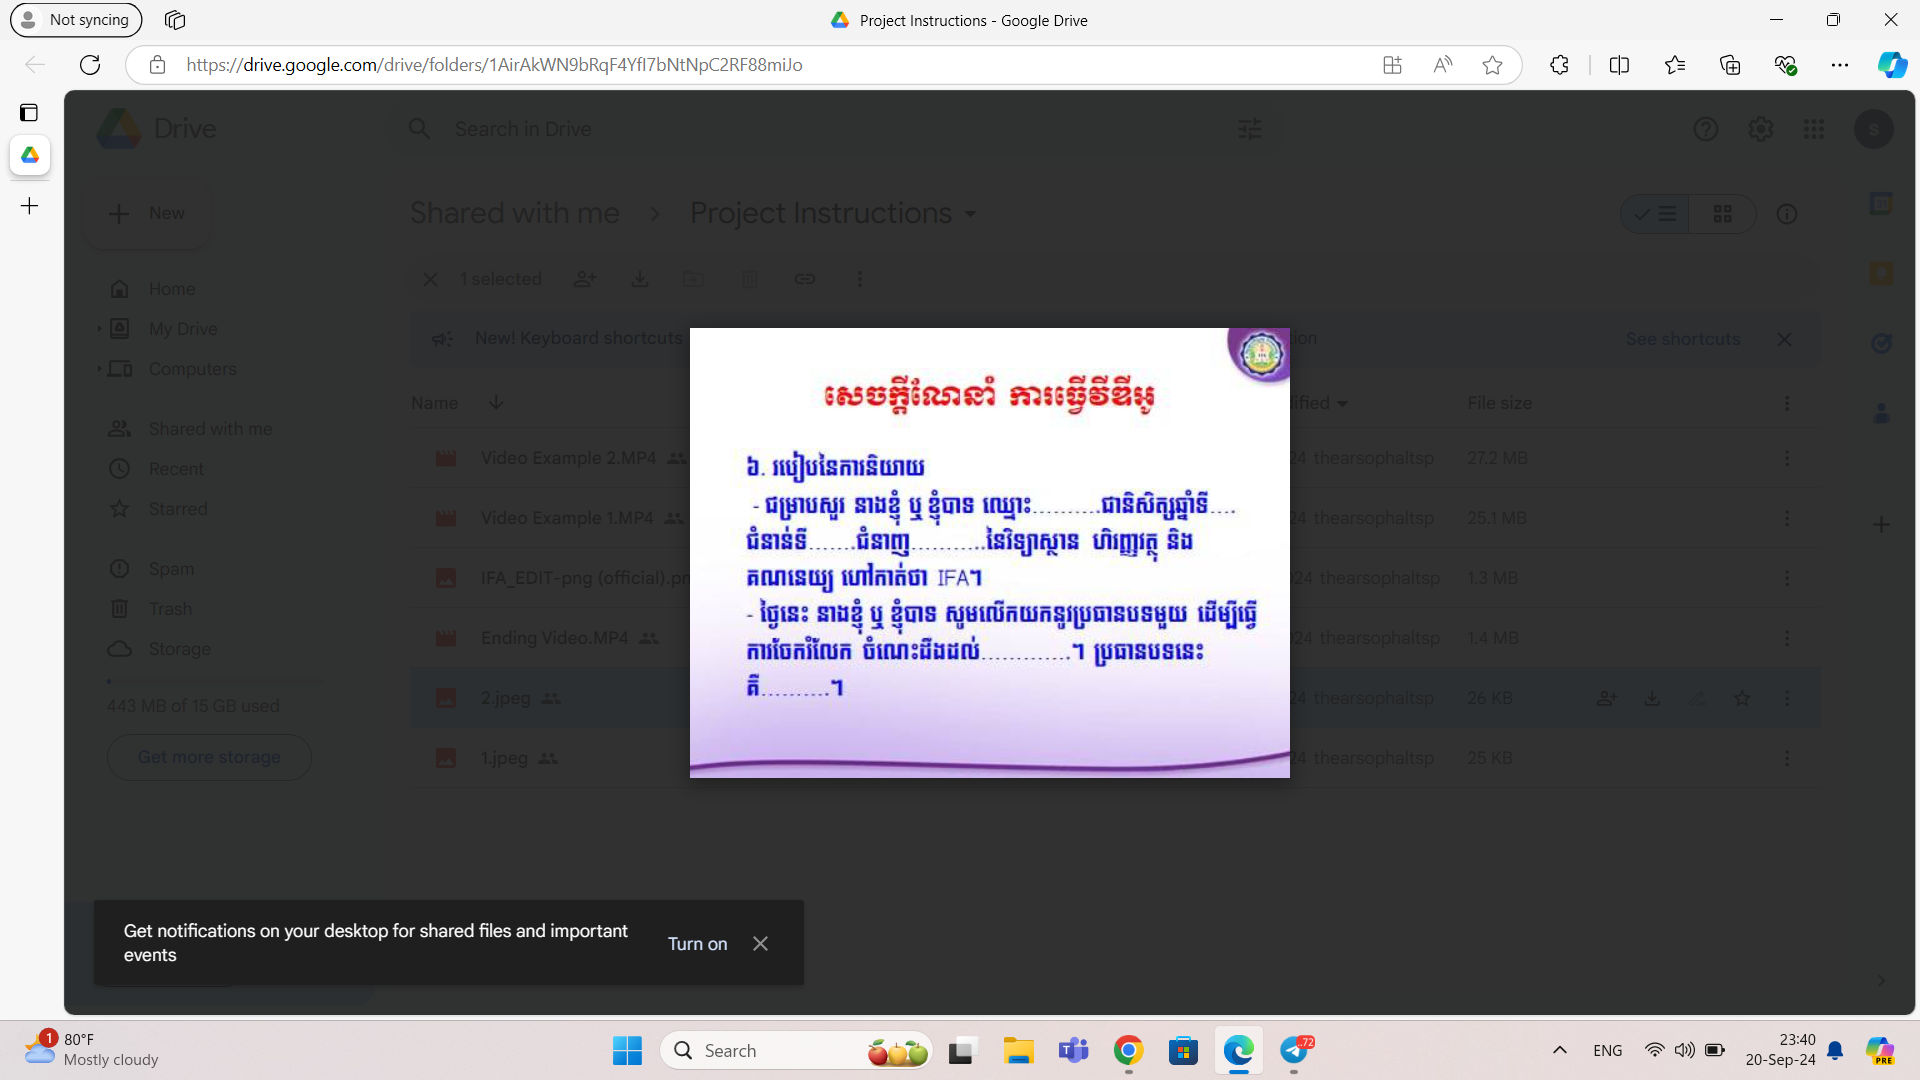 Not syncing
Project Instructions - Google Drive
https://drive.google.com/drive/folders/1AirAkWN9bRqF4YfI7bNtNpC2RF88miJo
Drive
Search in Drive
S
New
Shared with me > Project Instructions
1 selected
Home
My Drive
Computers
Shared with me
Recent
Starred
Spam
Trash
Storage
443 MB of 15 GB used
Get more storage
New! Keyboard shortcuts
See shortcuts
Name
File size
Video Example 2.MP4
24 thearsophaltsp 27.2 MB
Video Example 1.MP4
24 thearsophaltsp 25.1 MB
IFA_EDIT-png (official).pn
24 thearsophaltsp 1.3 MB
Ending Video.MP4
24 thearsophaltsp 1.4 MB
2.jpeg
24 thearsophaltsp 26 KB
1.jpeg
24 thearsophaltsp 25 KB
សេចក្តីណែនាំ ការធ្វើវីឌីអូ
៦. របៀបនៃការនិយាយ
- ជម្រាបសួរ នាងខ្ញុំ ឬ ខ្ញុំបាទ ឈ្មោះ..........ជានិសិត្សឆ្នាំទី....
ជំនាន់ទី.......ជំនាញ...........នៃវិទ្យាស្ថាន ហិរញ្ញវត្ថុ និង
គណនេយ្យ ហៅកាត់ថា IFA។
- ថ្ងៃនេះ នាងខ្ញុំ ឬ ខ្ញុំបាទ សូមលើកយកនូវប្រធានបទមួយ ដើម្បីធ្វើ
ការចែករំលែក ចំណេះដឹងដល់.............។ ប្រធានបទនេះ
គឺ..........។
Get notifications on your desktop for shared files and important
events
Turn on
1
80°F
Mostly cloudy
Search
72
ENG
23:40
20-Sep-24
PRE